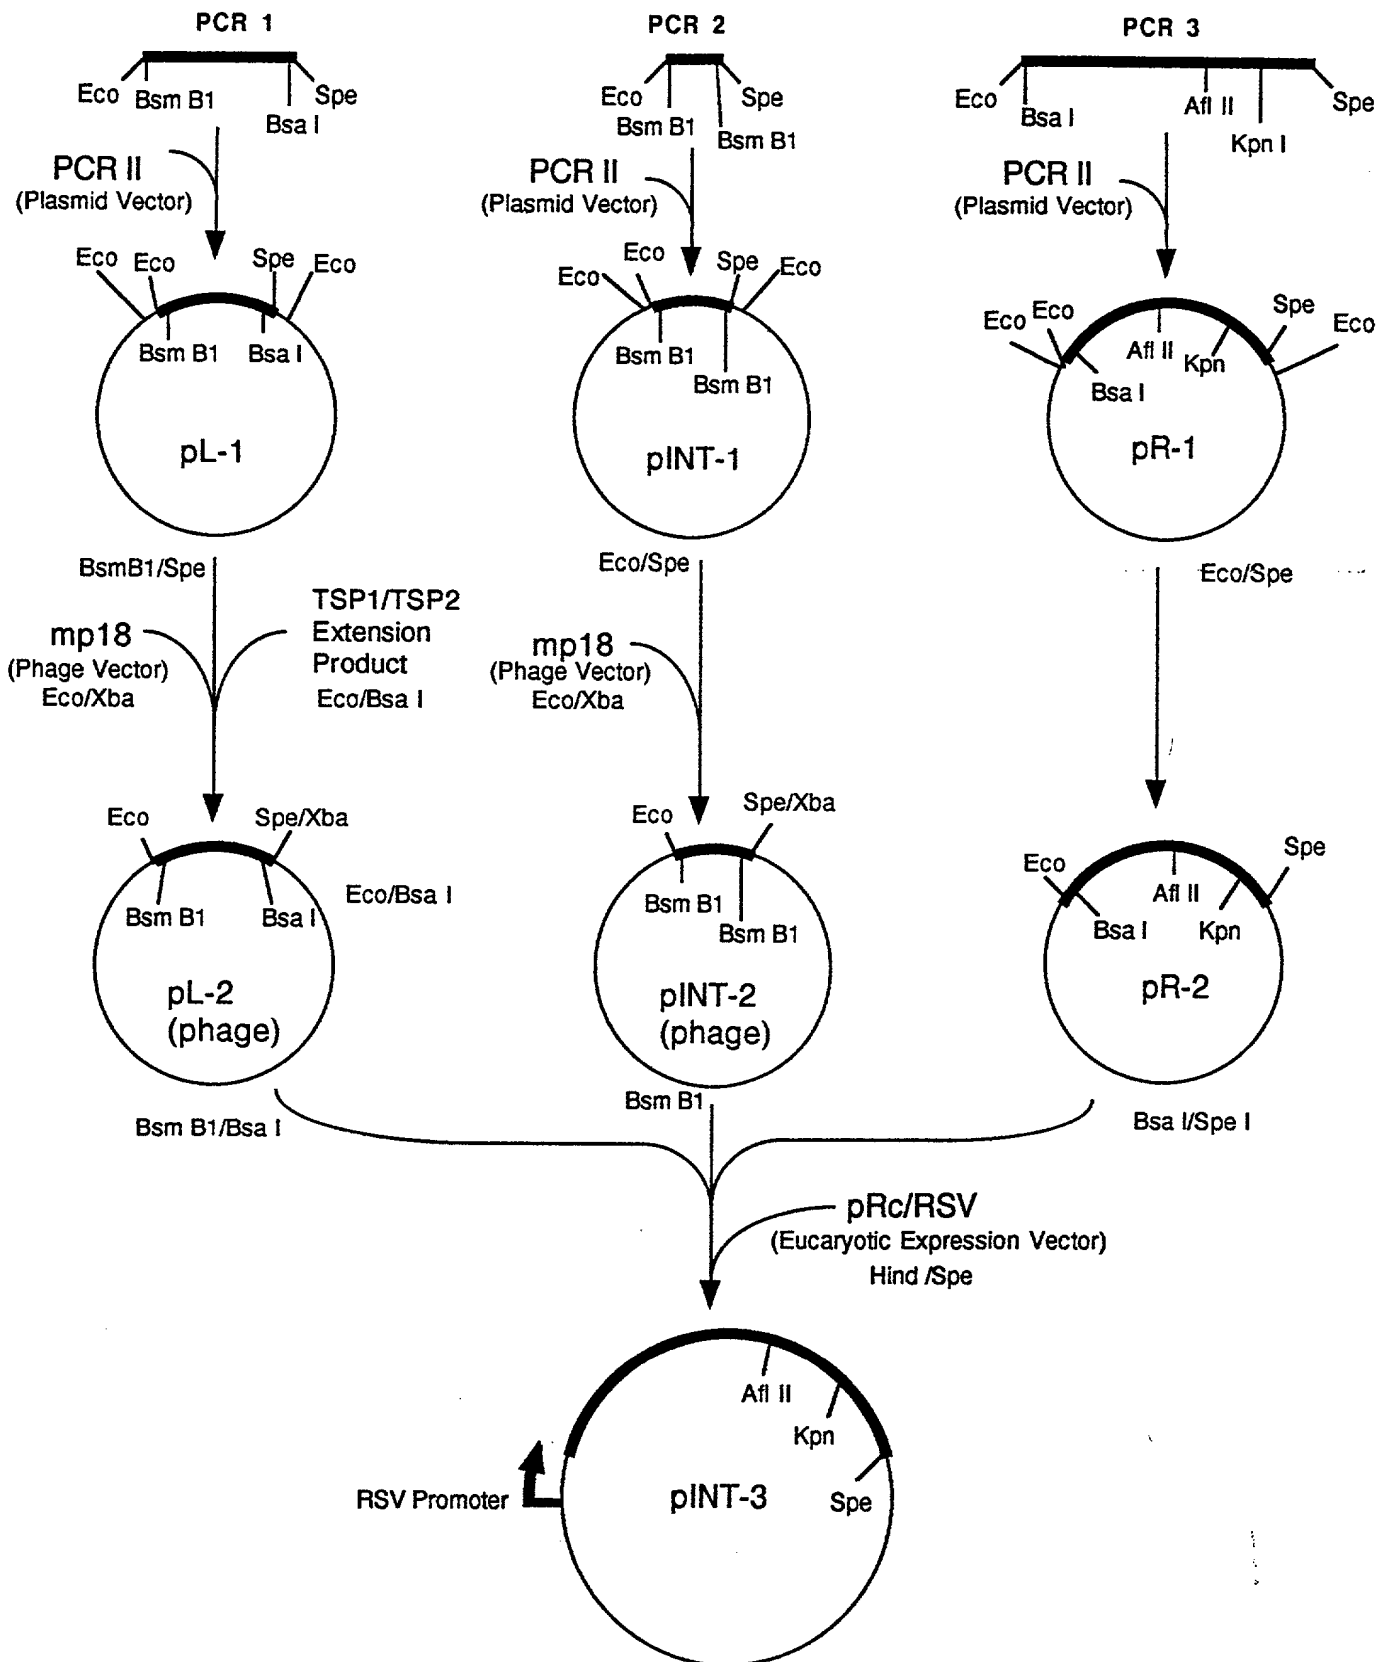 PCR 1
Eco
Bsm B1
Bsa I
Spe
PCR II
(Plasmid Vector)
Eco
Eco
Spe
Eco
Bsm B1
Bsa I
pL-1
BsmB1/Spe
mp18
(Phage Vector)
Eco/Xba
TSP1/TSP2
Extension
Product
Eco/Bsa I
Eco
Spe/Xba
Bsm B1
Bsa I
Eco/Bsa I
pL-2
(phage)
Bsm B1/Bsa I
PCR 2
Eco
Bsm B1
Spe
Bsm B1
PCR II
(Plasmid Vector)
Eco
Eco
Spe
Eco
Bsm B1
Bsm B1
pINT-1
Eco/Spe
mp18
(Phage Vector)
Eco/Xba
Eco
Spe/Xba
Bsm B1
Bsm B1
pINT-2
(phage)
Bsm B1
PCR 3
Eco
Bsa I
Afl II
Kpn I
Spe
PCR II
(Plasmid Vector)
Eco
Eco
Spe
Eco
Afl II
Kpn
Bsa I
pR-1
Eco/Spe
Eco
Spe
Afl II
Bsa I
Kpn
pR-2
Bsa I/Spe I
pRc/RSV
(Eucaryotic Expression Vector)
Hind /Spe
Afl II
Kpn
Spe
RSV Promoter
pINT-3